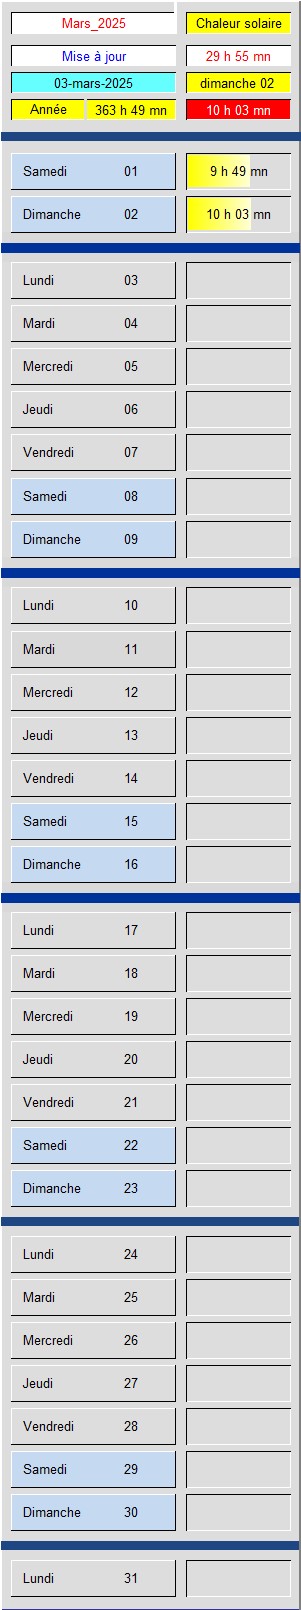 Mars_2025 Chaleur solaire
Mise à jour 29 h 55 mn
03-mars-2025 dimanche 02
Année 363 h 49 mn 10 h 03 mn
Samedi 01 9 h 49 mn
Dimanche 02 10 h 03 mn
Lundi 03
Mardi 04
Mercredi 05
Jeudi 06
Vendredi 07
Samedi 08
Dimanche 09
Lundi 10
Mardi 11
Mercredi 12
Jeudi 13
Vendredi 14
Samedi 15
Dimanche 16
Lundi 17
Mardi 18
Mercredi 19
Jeudi 20
Vendredi 21
Samedi 22
Dimanche 23
Lundi 24
Mardi 25
Mercredi 26
Jeudi 27
Vendredi 28
Samedi 29
Dimanche 30
Lundi 31